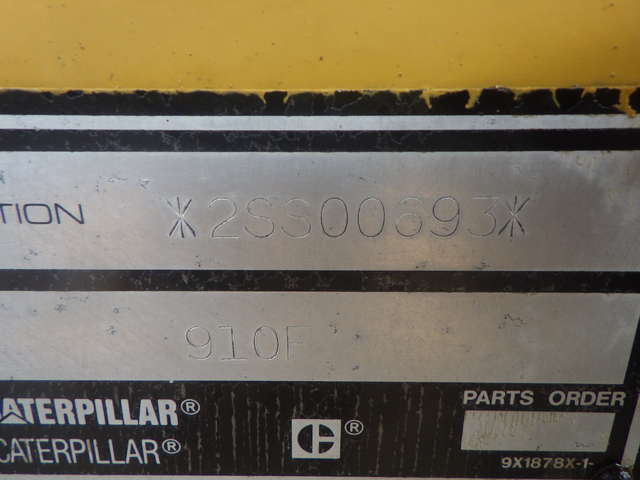 TION *2SS00693*
910F
CATERPILLAR®
CATERPILLAR®
C ®
PARTS ORDER
9X1878X-1-